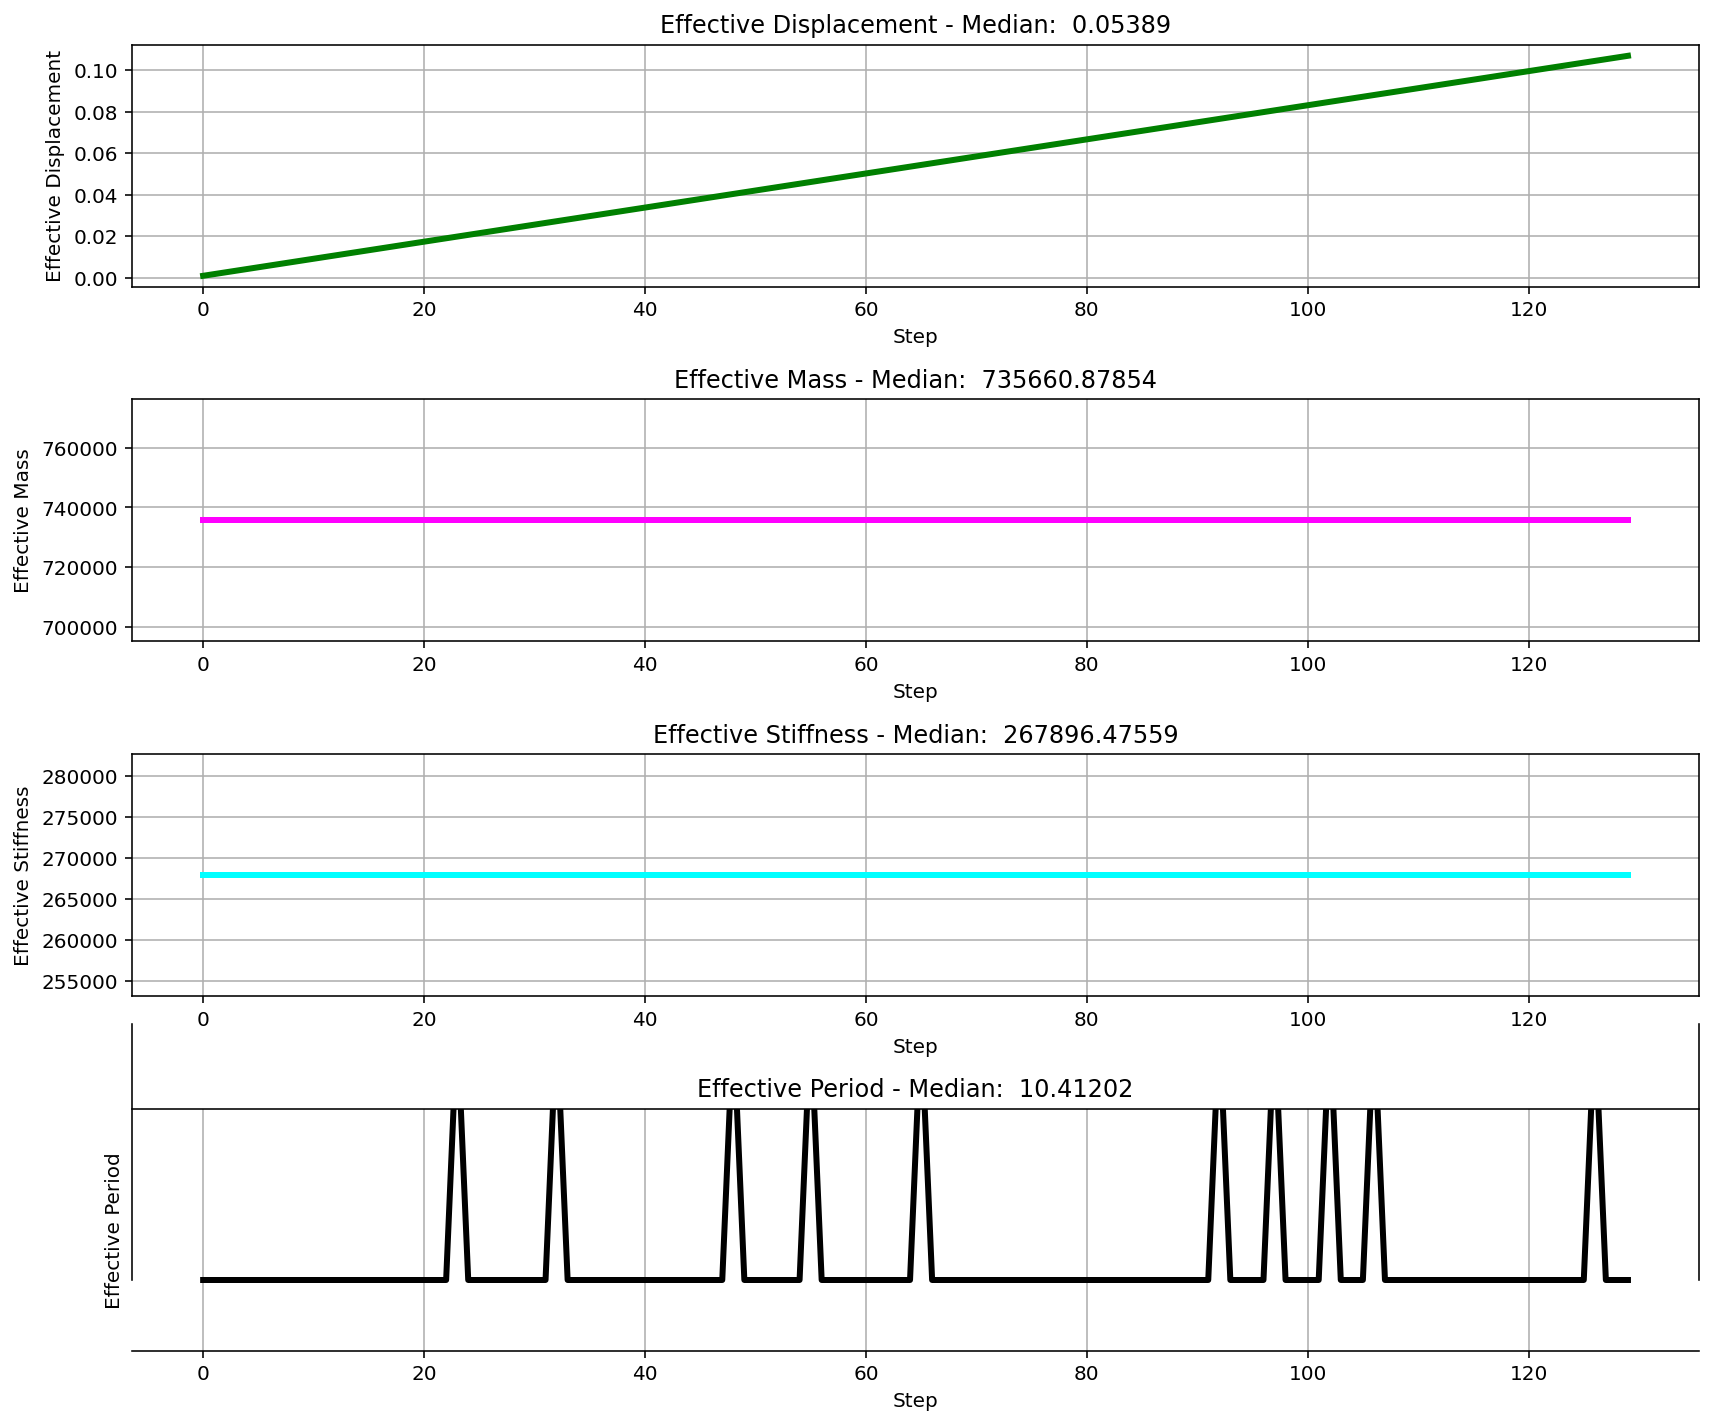 Effective Displacement - Median:  0.05389
Effective Displacement
0.10
0.08
0.06
0.04
0.02
0.00
0 20 40 60 80 100 120
Step
Effective Mass - Median:  735660.87854
Effective Mass
760000
740000
720000
700000
0 20 40 60 80 100 120
Step
Effective Stiffness - Median:  267896.47559
Effective Stiffness
280000
275000
270000
265000
260000
255000
0 20 40 60 80 100 120
Step
Effective Period - Median:  10.41202
Effective Period
0 20 40 60 80 100 120
Step